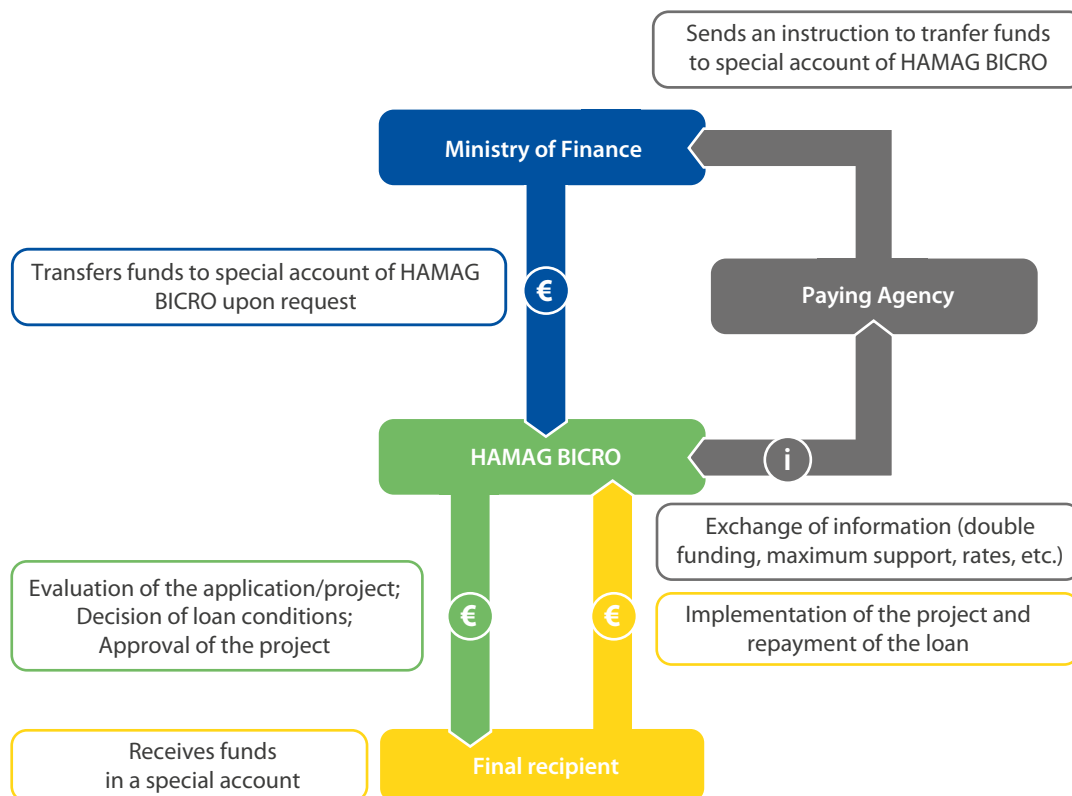 Sends an instruction to tranfer funds
to special account of HAMAG BICRO
Ministry of Finance
Transfers funds to special account of HAMAG
BICRO upon request
€
Paying Agency
HAMAG BICRO
i
Exchange of information (double
funding, maximum support, rates, etc.)
Evaluation of the application/project;
Decision of loan conditions;
Approval of the project
€
€
Implementation of the project and
repayment of the loan
Receives funds
in a special account
Final recipient